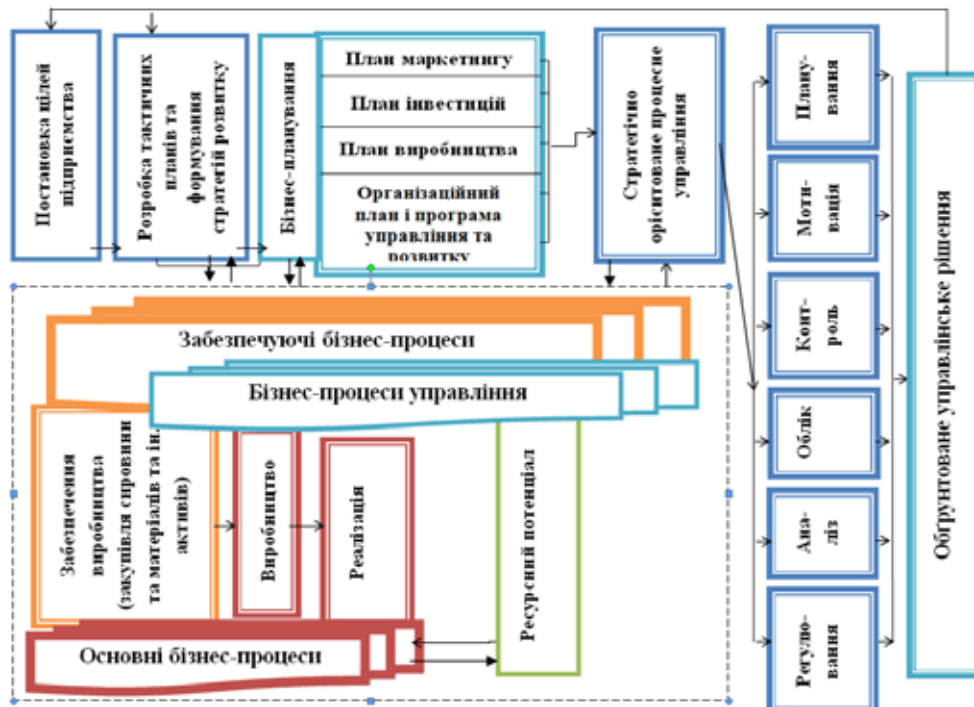 Постановка цілей
підприємства
Розробка тактичних
планів та
формування
стратегій розвитку
Бізнес-планування
План маркетингу
План інвестицій
План виробництва
Організаційний
план і програма
управління та
розвитку
Стратегічно
орієнтоване процесне
управління
Плану-
вання
Моти-
вація
Конт-
роль
Облік
Ана-
ліз
Регулю-
вання
Обґрунтоване управлінське рішення
Забезпечуючі бізнес-процеси
Бізнес-процеси управління
Забезпечення
виробництва
(закупівля сировини
та матеріалів та ін.
активів)
Виробництво
Реалізація
Ресурсний потенціал
Основні бізнес-процеси